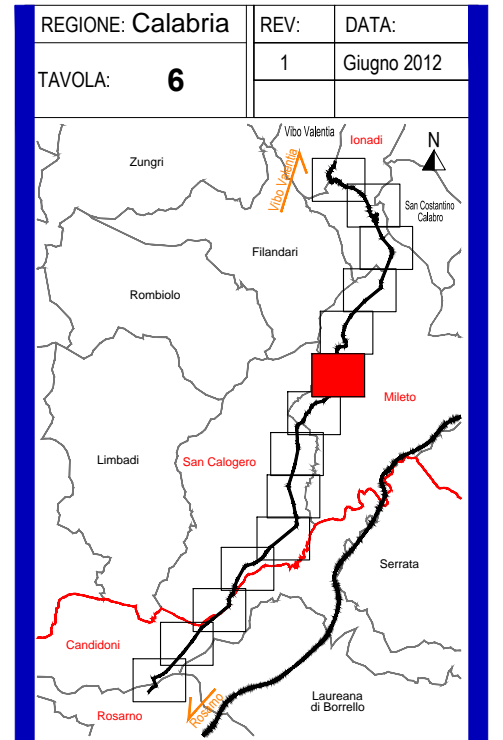 REGIONE: Calabria
REV:
DATA:
TAVOLA: 6
1
Giugno 2012
Vibo Valentia
Ionadi
N
Zungri
Vibo Valentia
San Costantino
Calabro
Filandari
Rombiolo
Mileto
Limbadi
San Calogero
Serrata
Candidoni
Laureana
di Borrello
Rosarno
Rosarno